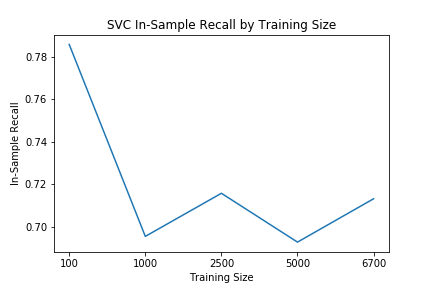 SVC In-Sample Recall by Training Size
0.78
0.76
0.74
0.72
0.70
In-Sample Recall
100 1000 2500 5000 6700
Training Size